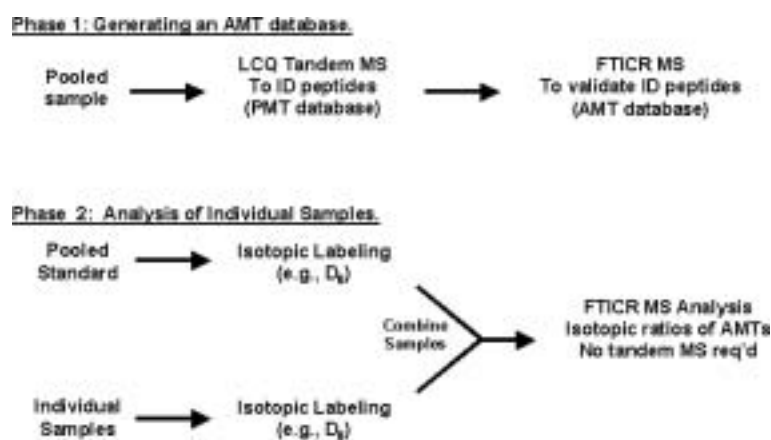 Phase 1: Generating an AMT database.
Pooled
sample
LCQ Tandem MS
To ID peptides
(PMT database)
FTICR MS
To validate ID peptides
(AMT database)
Phase 2: Analysis of Individual Samples.
Pooled
Standard
Isotopic Labeling
(e.g.,
Combine
Samples
FTICR MS Analysis
Isotopic ratios of AMTs
No tandem MS req'd
Individual
Samples
Isotopic Labeling
(e.g.,